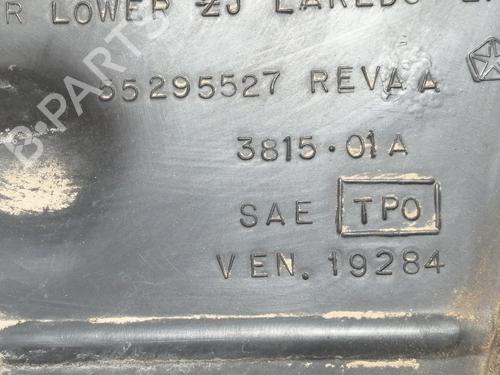 R LOWER ZJ LAREDO
55295527 REVAA
3815·01A
SAE TPO
VEN. 19284
B-PARTS